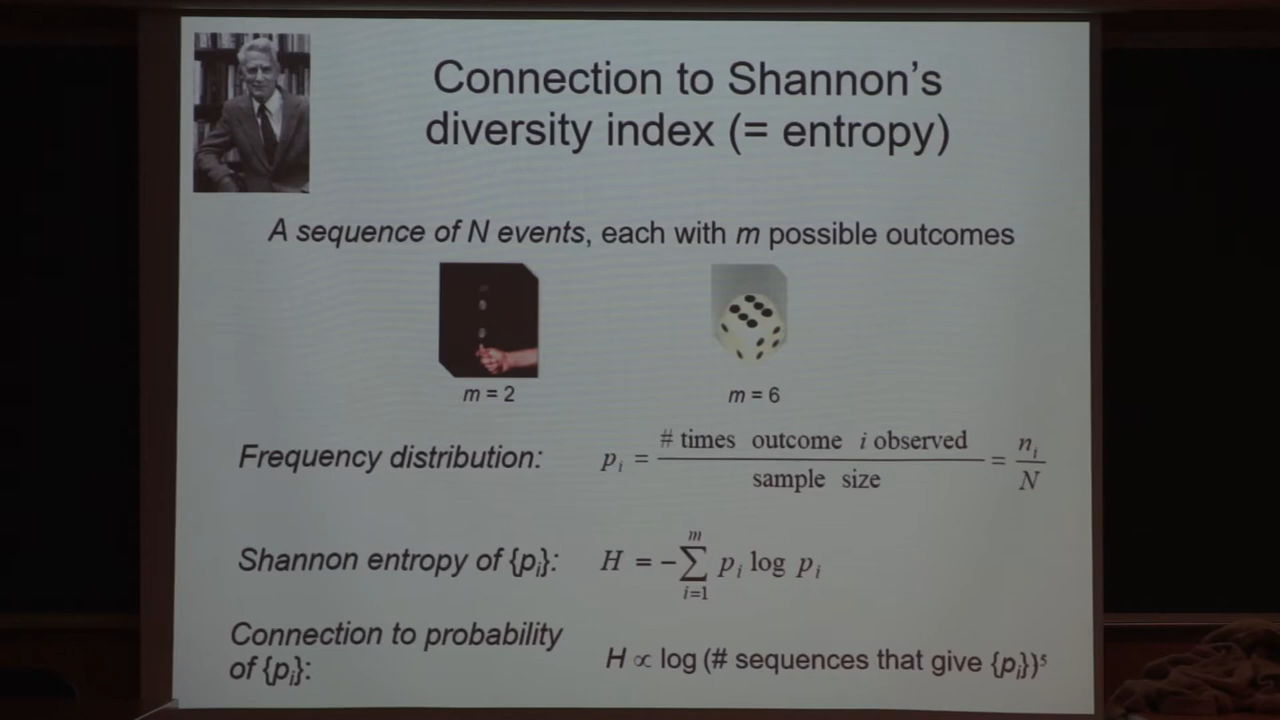 Connection to Shannon's
diversity index (= entropy)
A sequence of N events, each with m possible outcomes
m = 2
m = 6
Frequency distribution: p_i = # times outcome i observed / sample size = n_i / N
Shannon entropy of {p_i}: H = −∑_{i=1}^{m} p_i log p_i
Connection to probability
of {p_i}: H ∝ log (# sequences that give {p_i})⁵